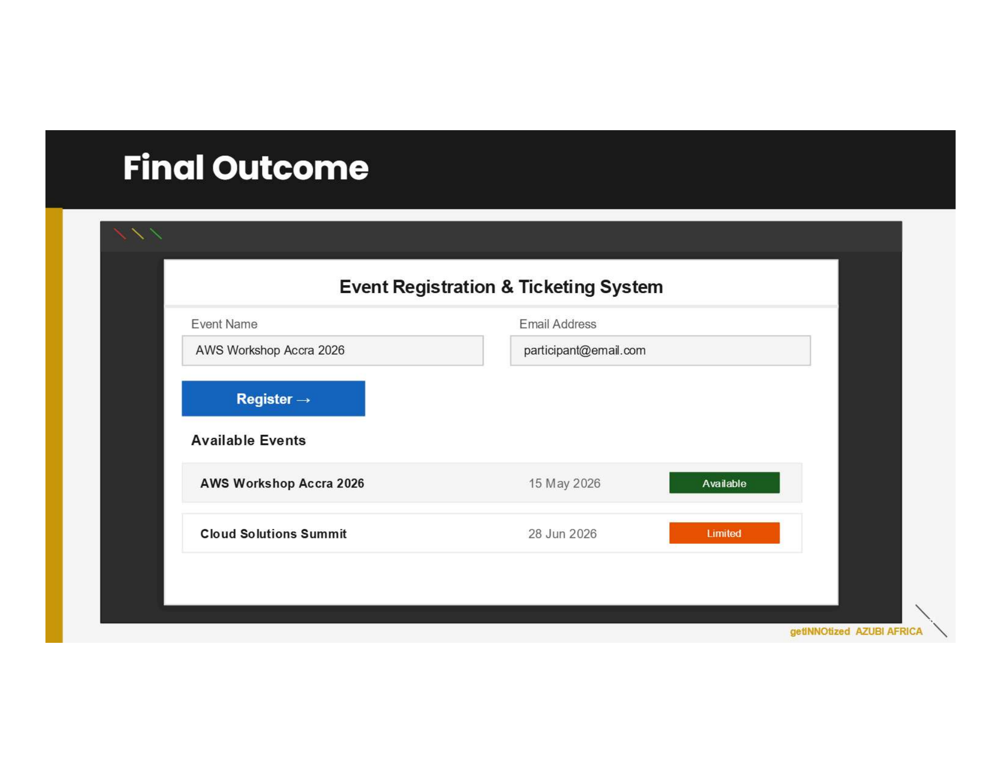 Final Outcome
Event Registration & Ticketing System
Event Name
Email Address
AWS Workshop Accra 2026
participant@email.com
Register →
Available Events
AWS Workshop Accra 2026 15 May 2026 Available
Cloud Solutions Summit 28 Jun 2026 Limited
getINNOtized AZUBI AFRICA